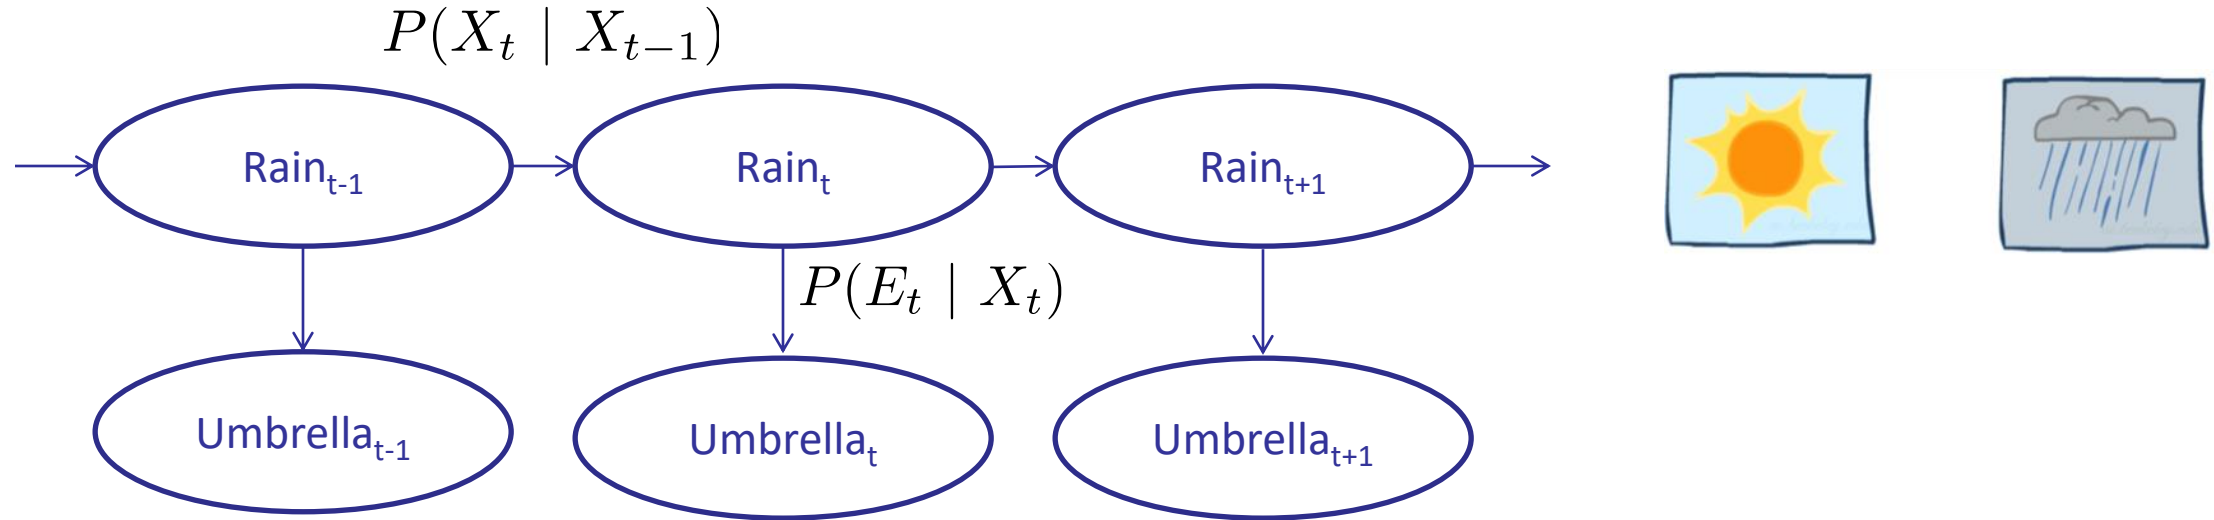 P(X_t | X_{t-1})
Rain_{t-1} Rain_t Rain_{t+1}
P(E_t | X_t)
Umbrella_{t-1} Umbrella_t Umbrella_{t+1}